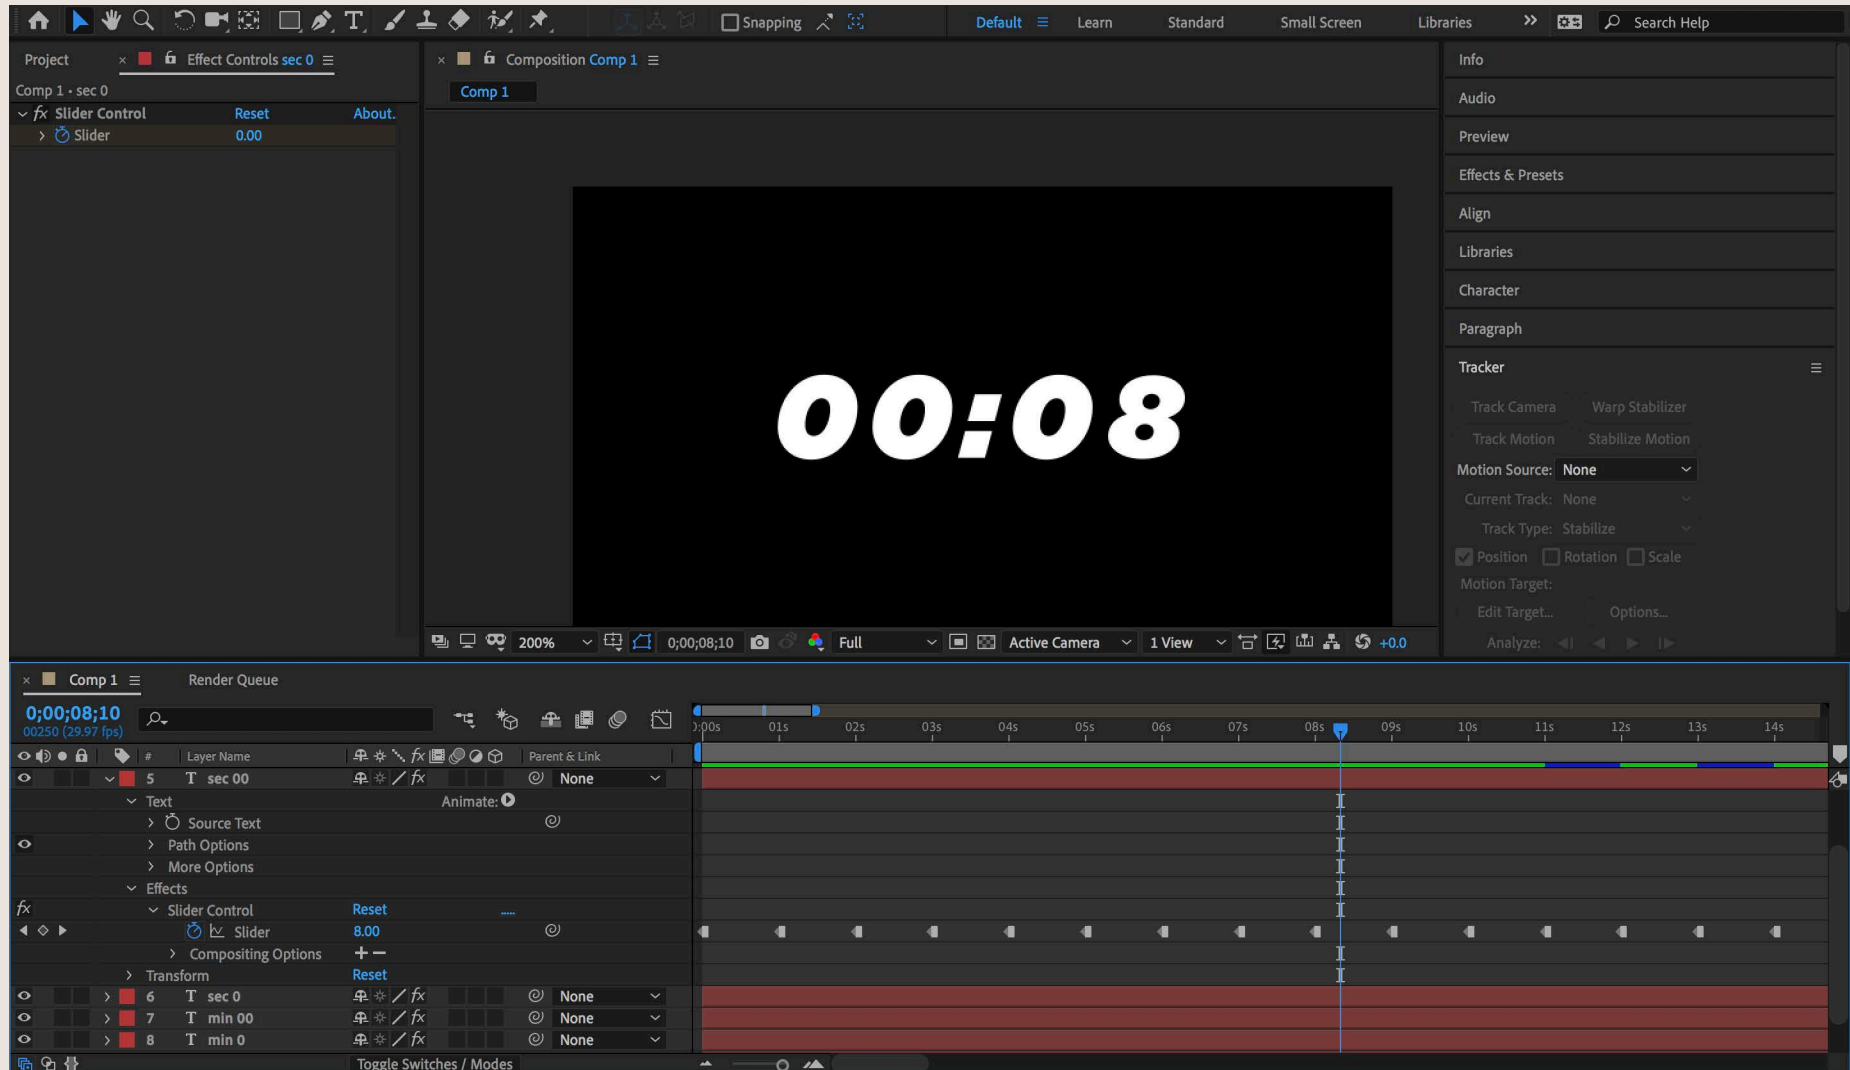 Snapping Default Learn Standard Small Screen Libraries Search Help
Project Effect Controls sec 0
Composition Comp 1
Info
Comp 1 • sec 0
Comp 1
Audio
fx Slider Control Reset About.
Slider 0.00
Preview
Effects & Presets
Align
Libraries
Character
Paragraph
Tracker
Track Camera Warp Stabilizer
Track Motion Stabilize Motion
Motion Source: None
Current Track: None
Track Type: Stabilize
Position Rotation Scale
Motion Target:
Edit Target... Options...
Analyze:
00:08
200% 0;00;08;10 Full Active Camera 1 View +0.0
Comp 1 Render Queue
0;00;08;10
00250 (29.97 fps)
):00s 01s 02s 03s 04s 05s 06s 07s 08s 09s 10s 11s 12s 13s 14s
# Layer Name fx Parent & Link
5 T sec 00 fx None
Text Animate:
Source Text
Path Options
More Options
Effects
fx Slider Control Reset .....
Slider 8.00
Compositing Options
Transform Reset
6 T sec 0 fx None
7 T min 00 fx None
8 T min 0 fx None
Toggle Switches / Modes